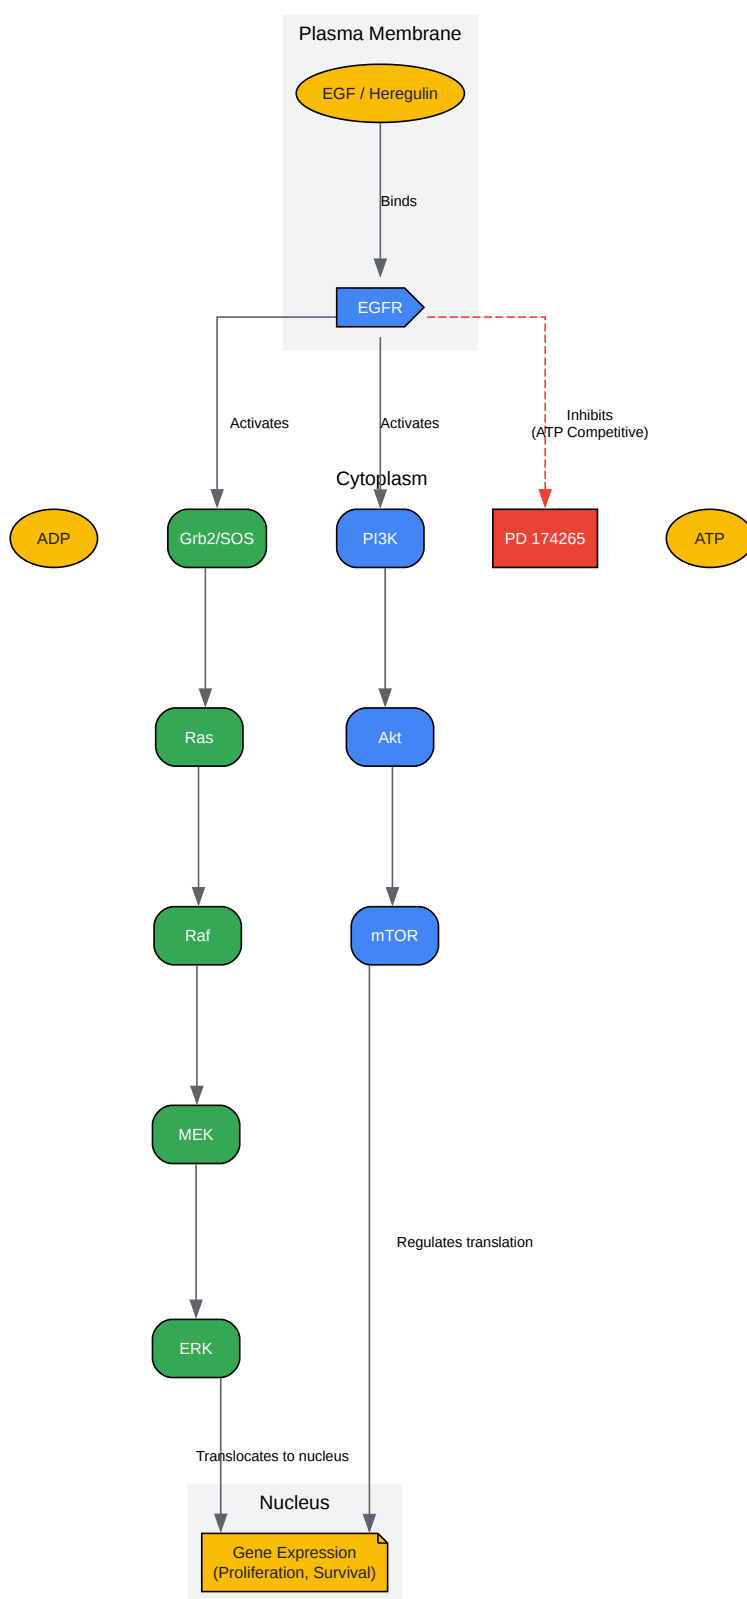 Plasma Membrane
EGF / Heregulin
Binds
EGFR
Activates
Activates
Inhibits
(ATP Competitive)
Cytoplasm
ADP
Grb2/SOS
PI3K
PD 174265
ATP
Ras
Akt
Raf
mTOR
MEK
Regulates translation
ERK
Translocates to nucleus
Nucleus
Gene Expression
(Proliferation, Survival)